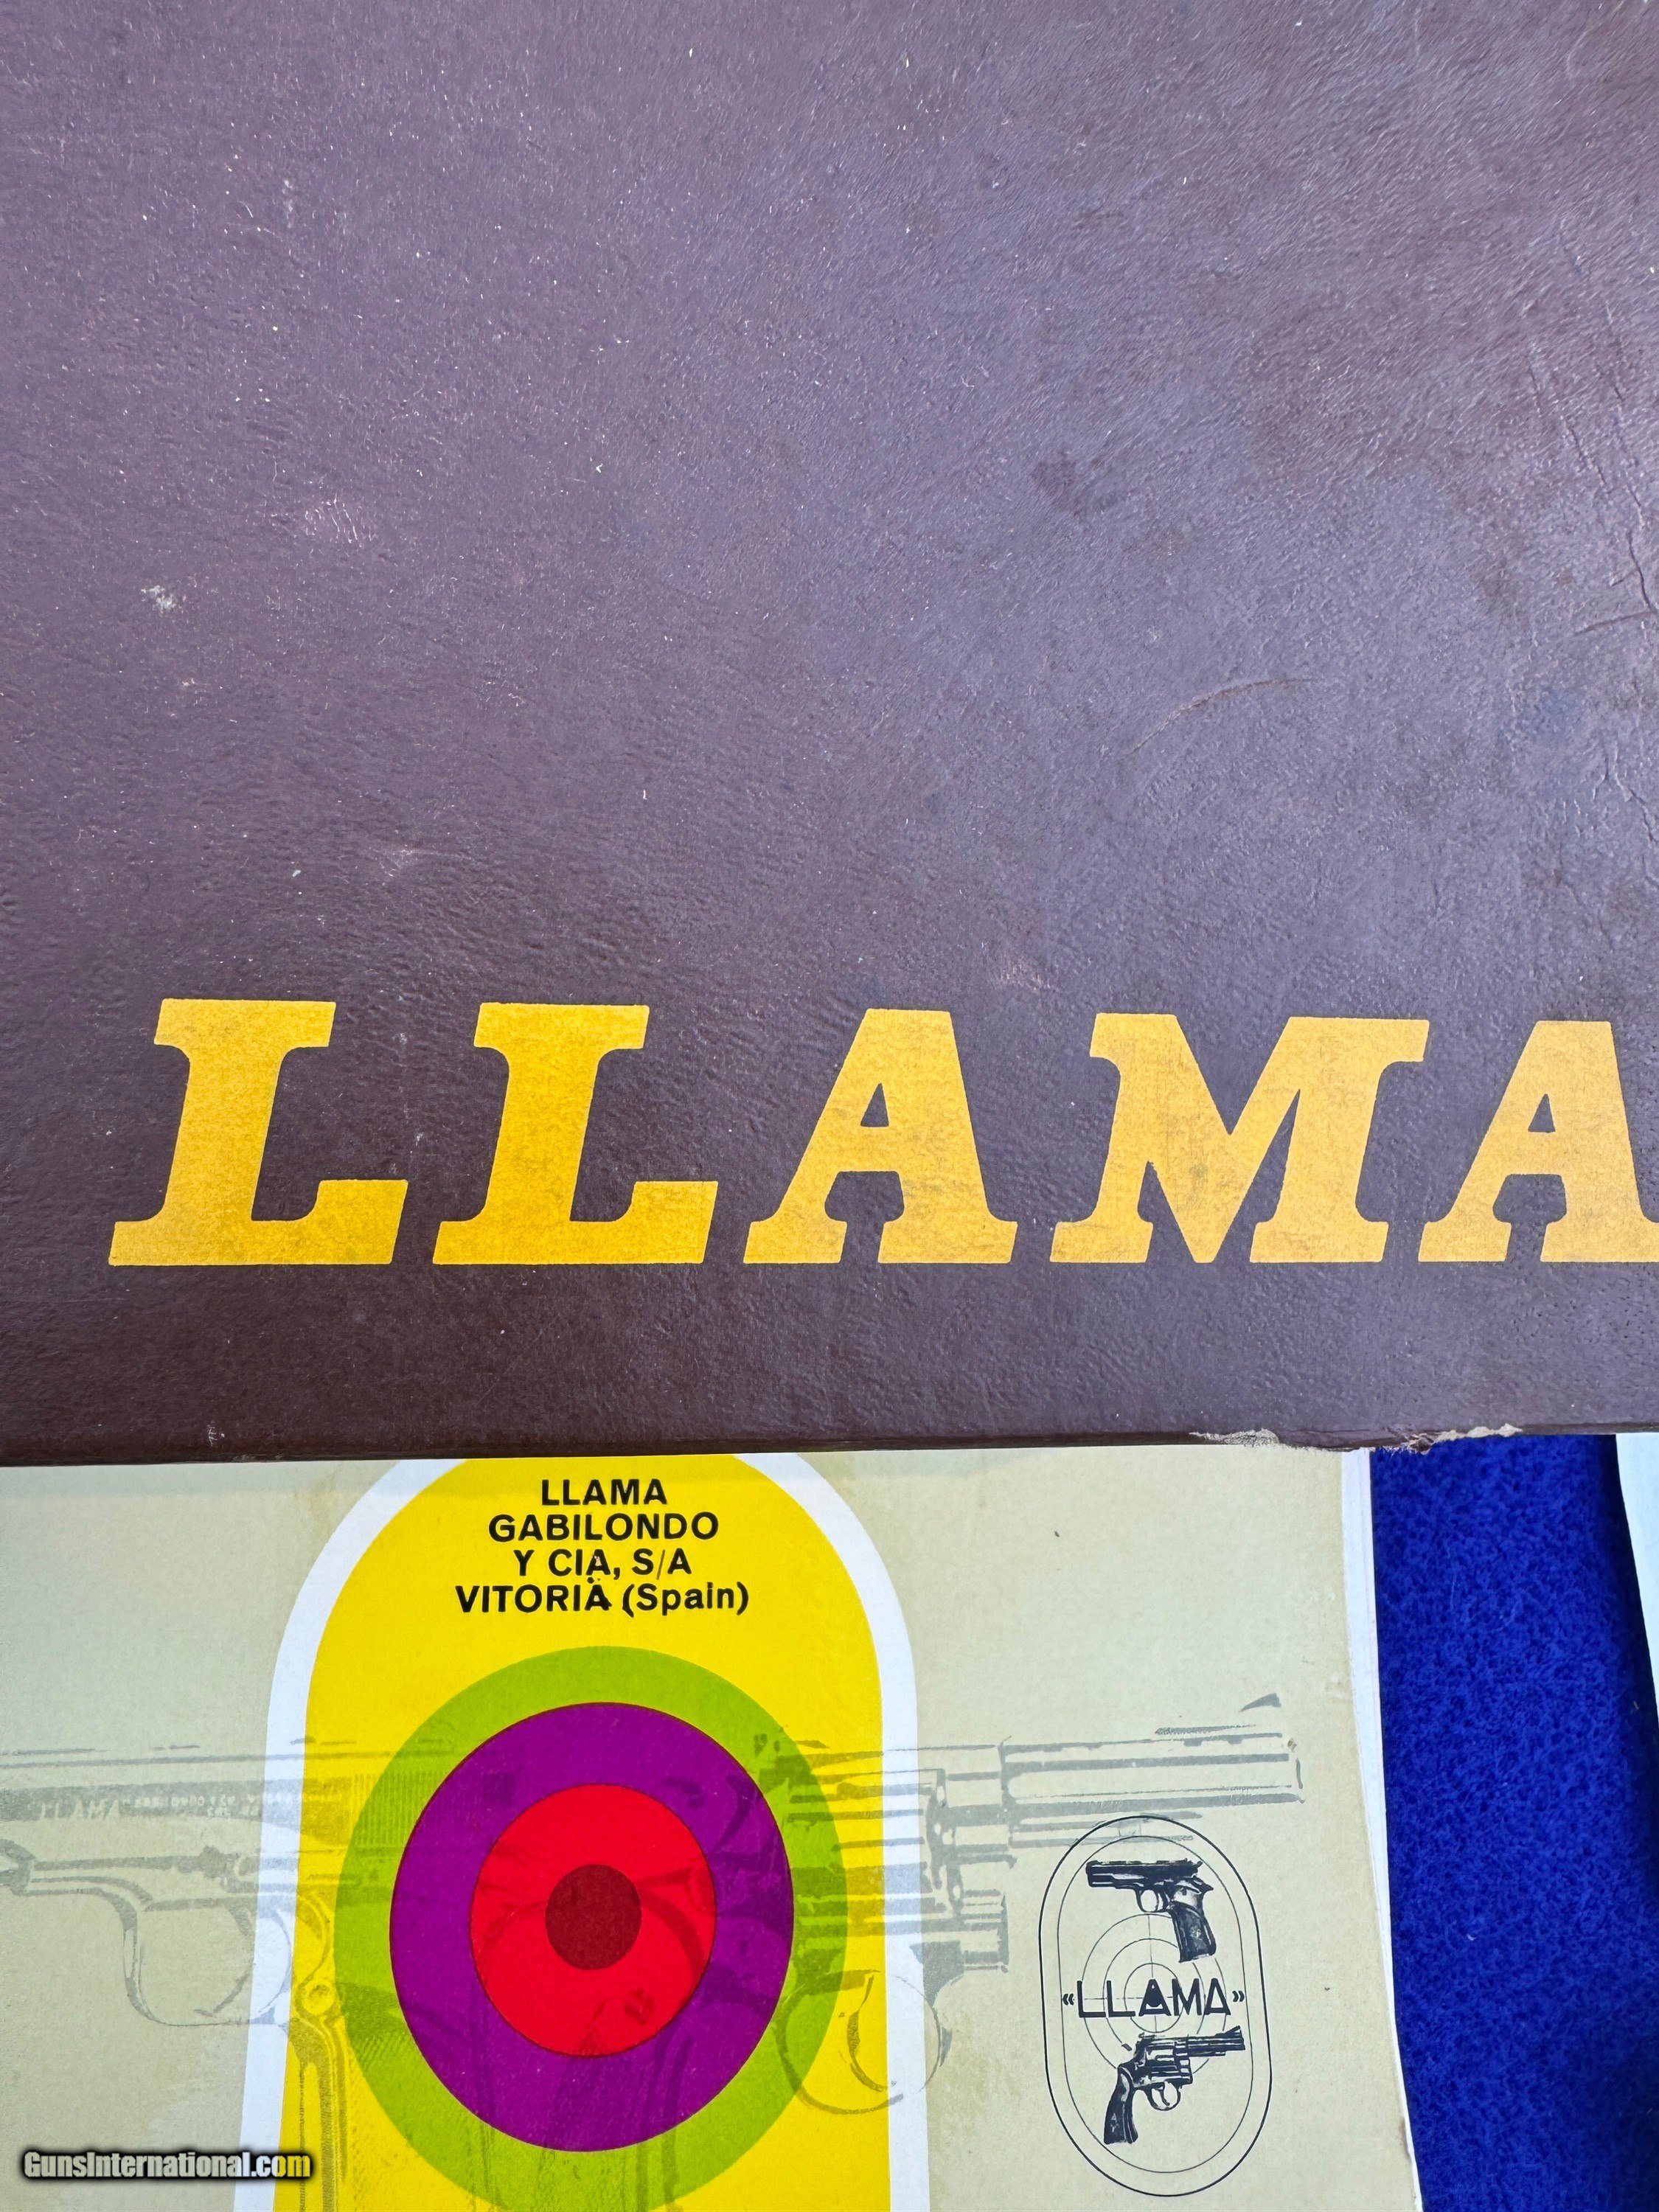 LLAMA
LLAMA
GABILONDO
Y CIA, S/A
VITORIA (Spain)
«LLAMA»
GunsInternational.com